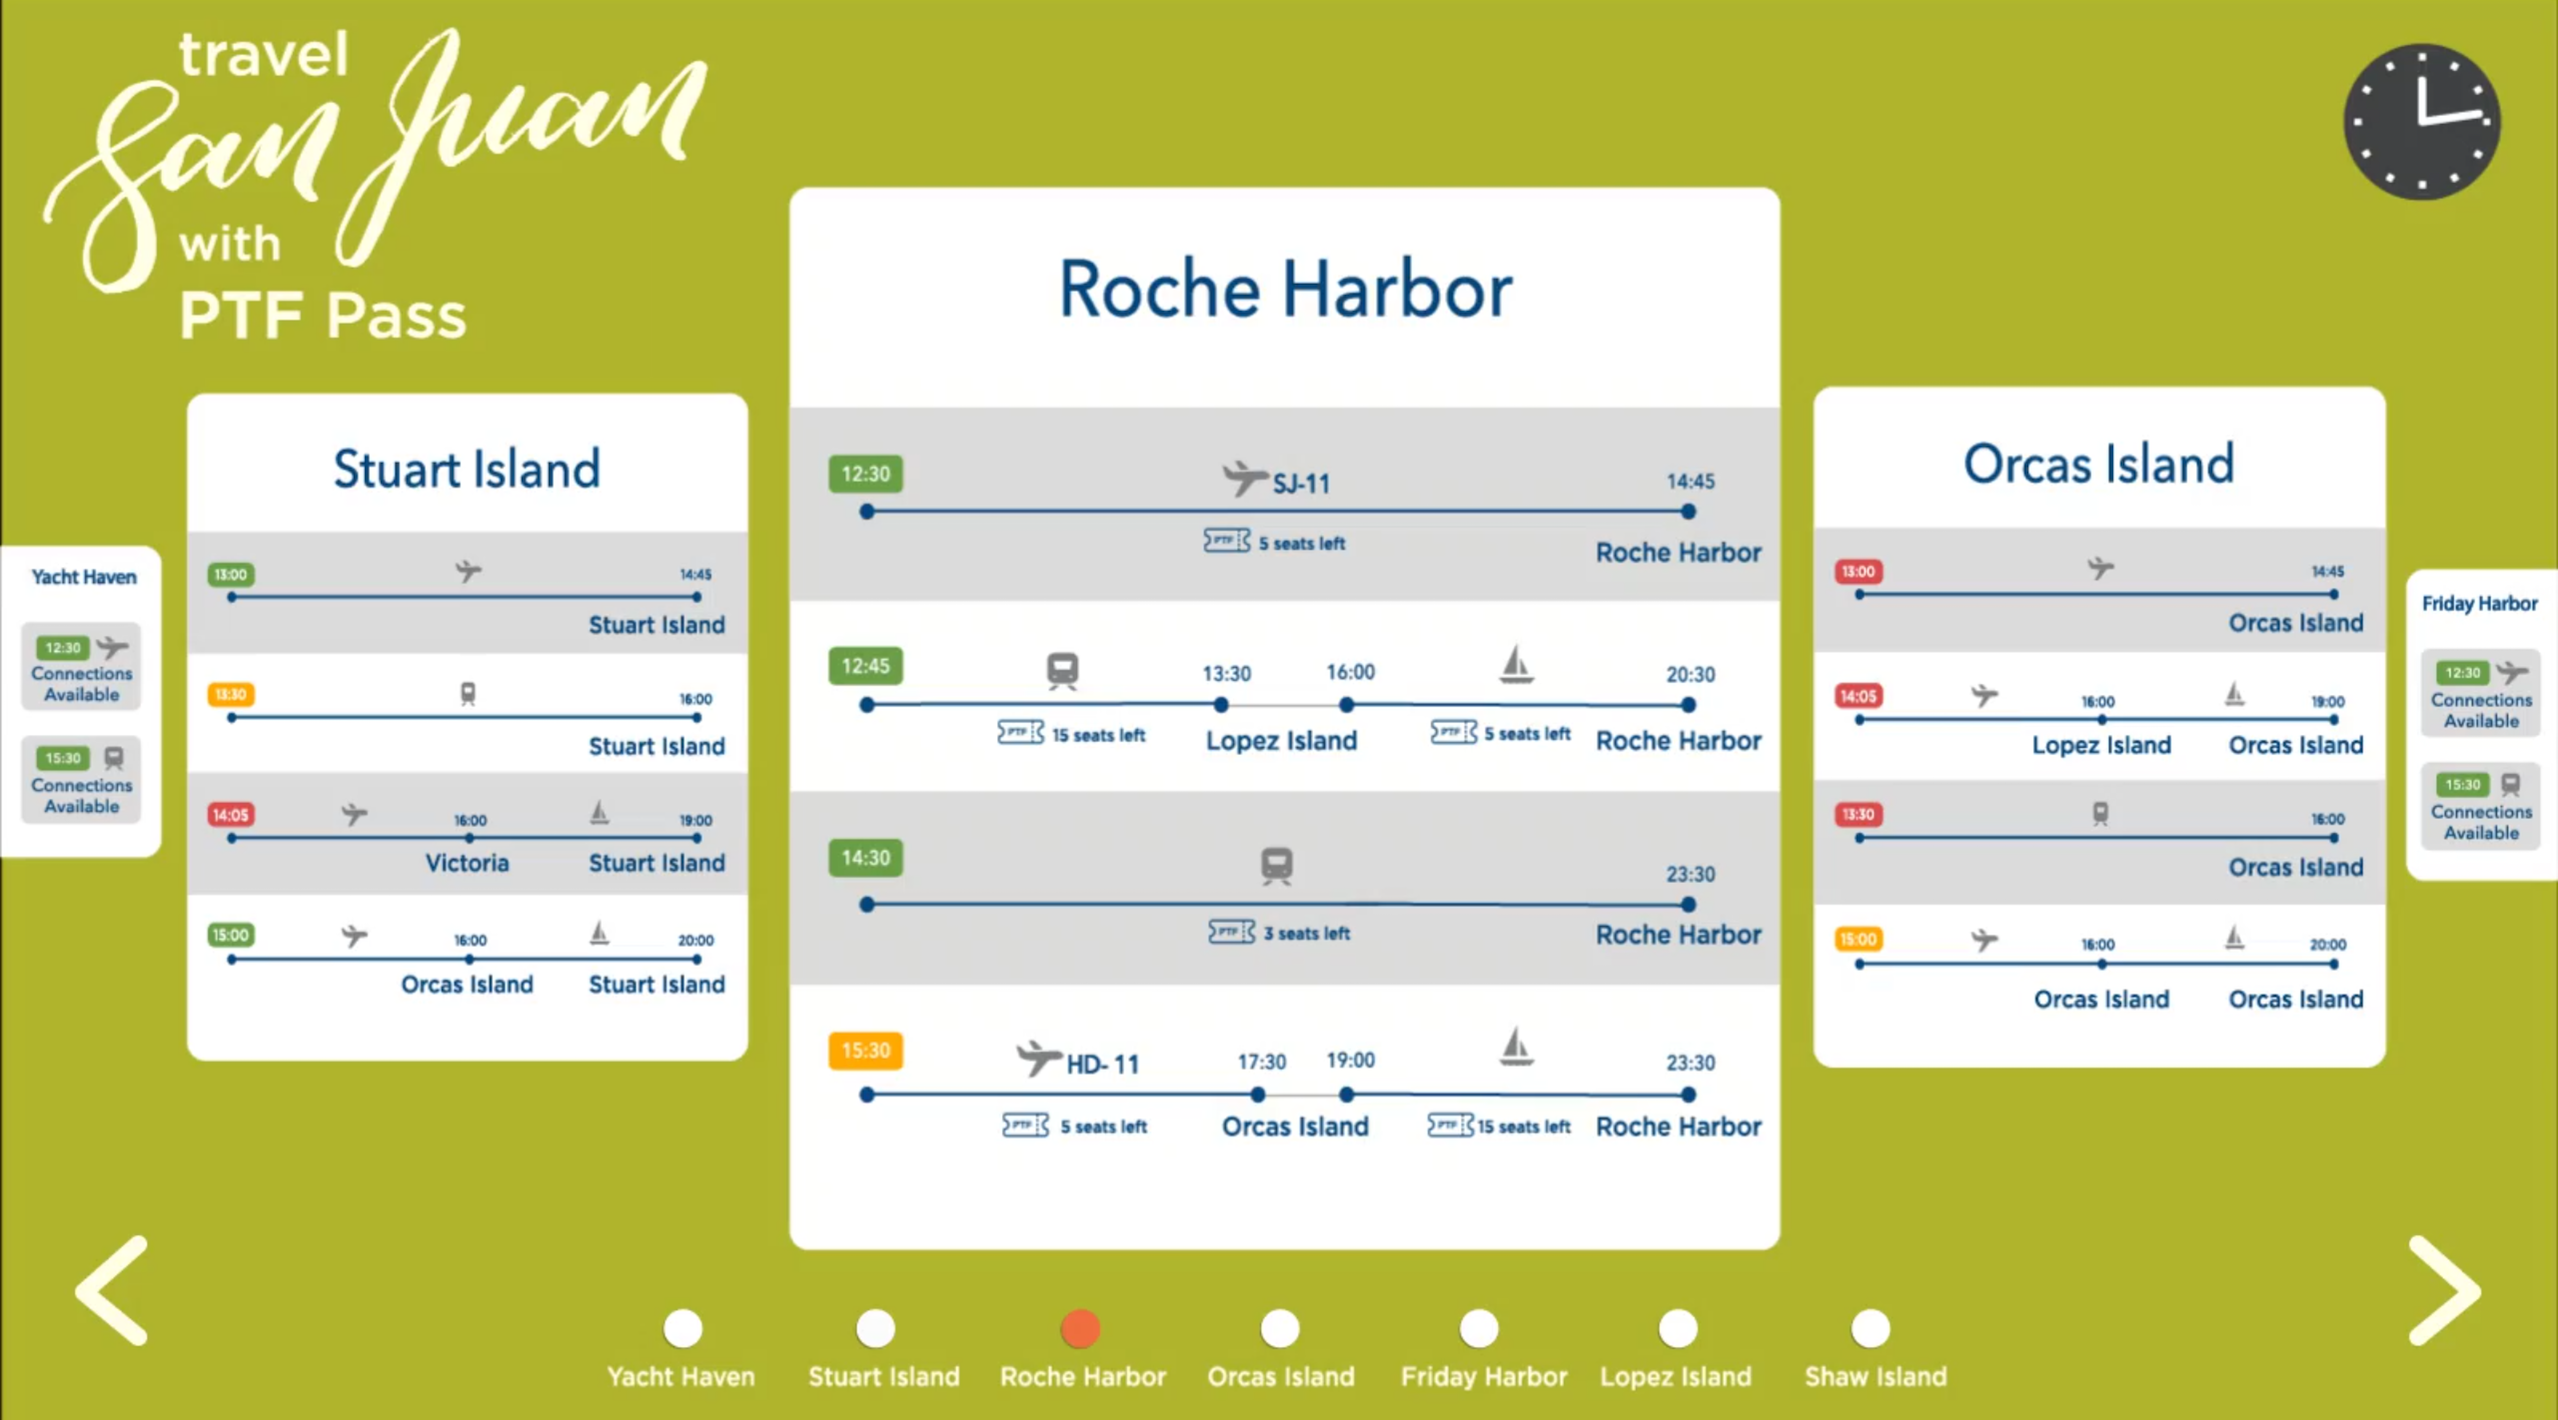 travel
San Juan
with
PTF Pass
Yacht Haven
12:30
Connections
Available
15:30
Connections
Available
Stuart Island
13:00
14:45
Stuart Island
13:30
16:00
Stuart Island
14:05
16:00
19:00
Victoria
Stuart Island
15:00
16:00
20:00
Orcas Island
Stuart Island
Roche Harbor
12:30
SJ-11
14:45
PTF
5 seats left
Roche Harbor
12:45
13:30
16:00
20:30
PTF
15 seats left
Lopez Island
PTF
5 seats left
Roche Harbor
14:30
23:30
PTF
3 seats left
Roche Harbor
15:30
HD- 11
17:30
19:00
23:30
PTF
5 seats left
Orcas Island
PTF
15 seats left
Roche Harbor
Orcas Island
13:00
14:45
Orcas Island
14:05
16:00
19:00
Lopez Island
Orcas Island
13:30
16:00
Orcas Island
15:00
16:00
20:00
Orcas Island
Orcas Island
Friday Harbor
12:30
Connections
Available
15:30
Connections
Available
Yacht Haven
Stuart Island
Roche Harbor
Orcas Island
Friday Harbor
Lopez Island
Shaw Island